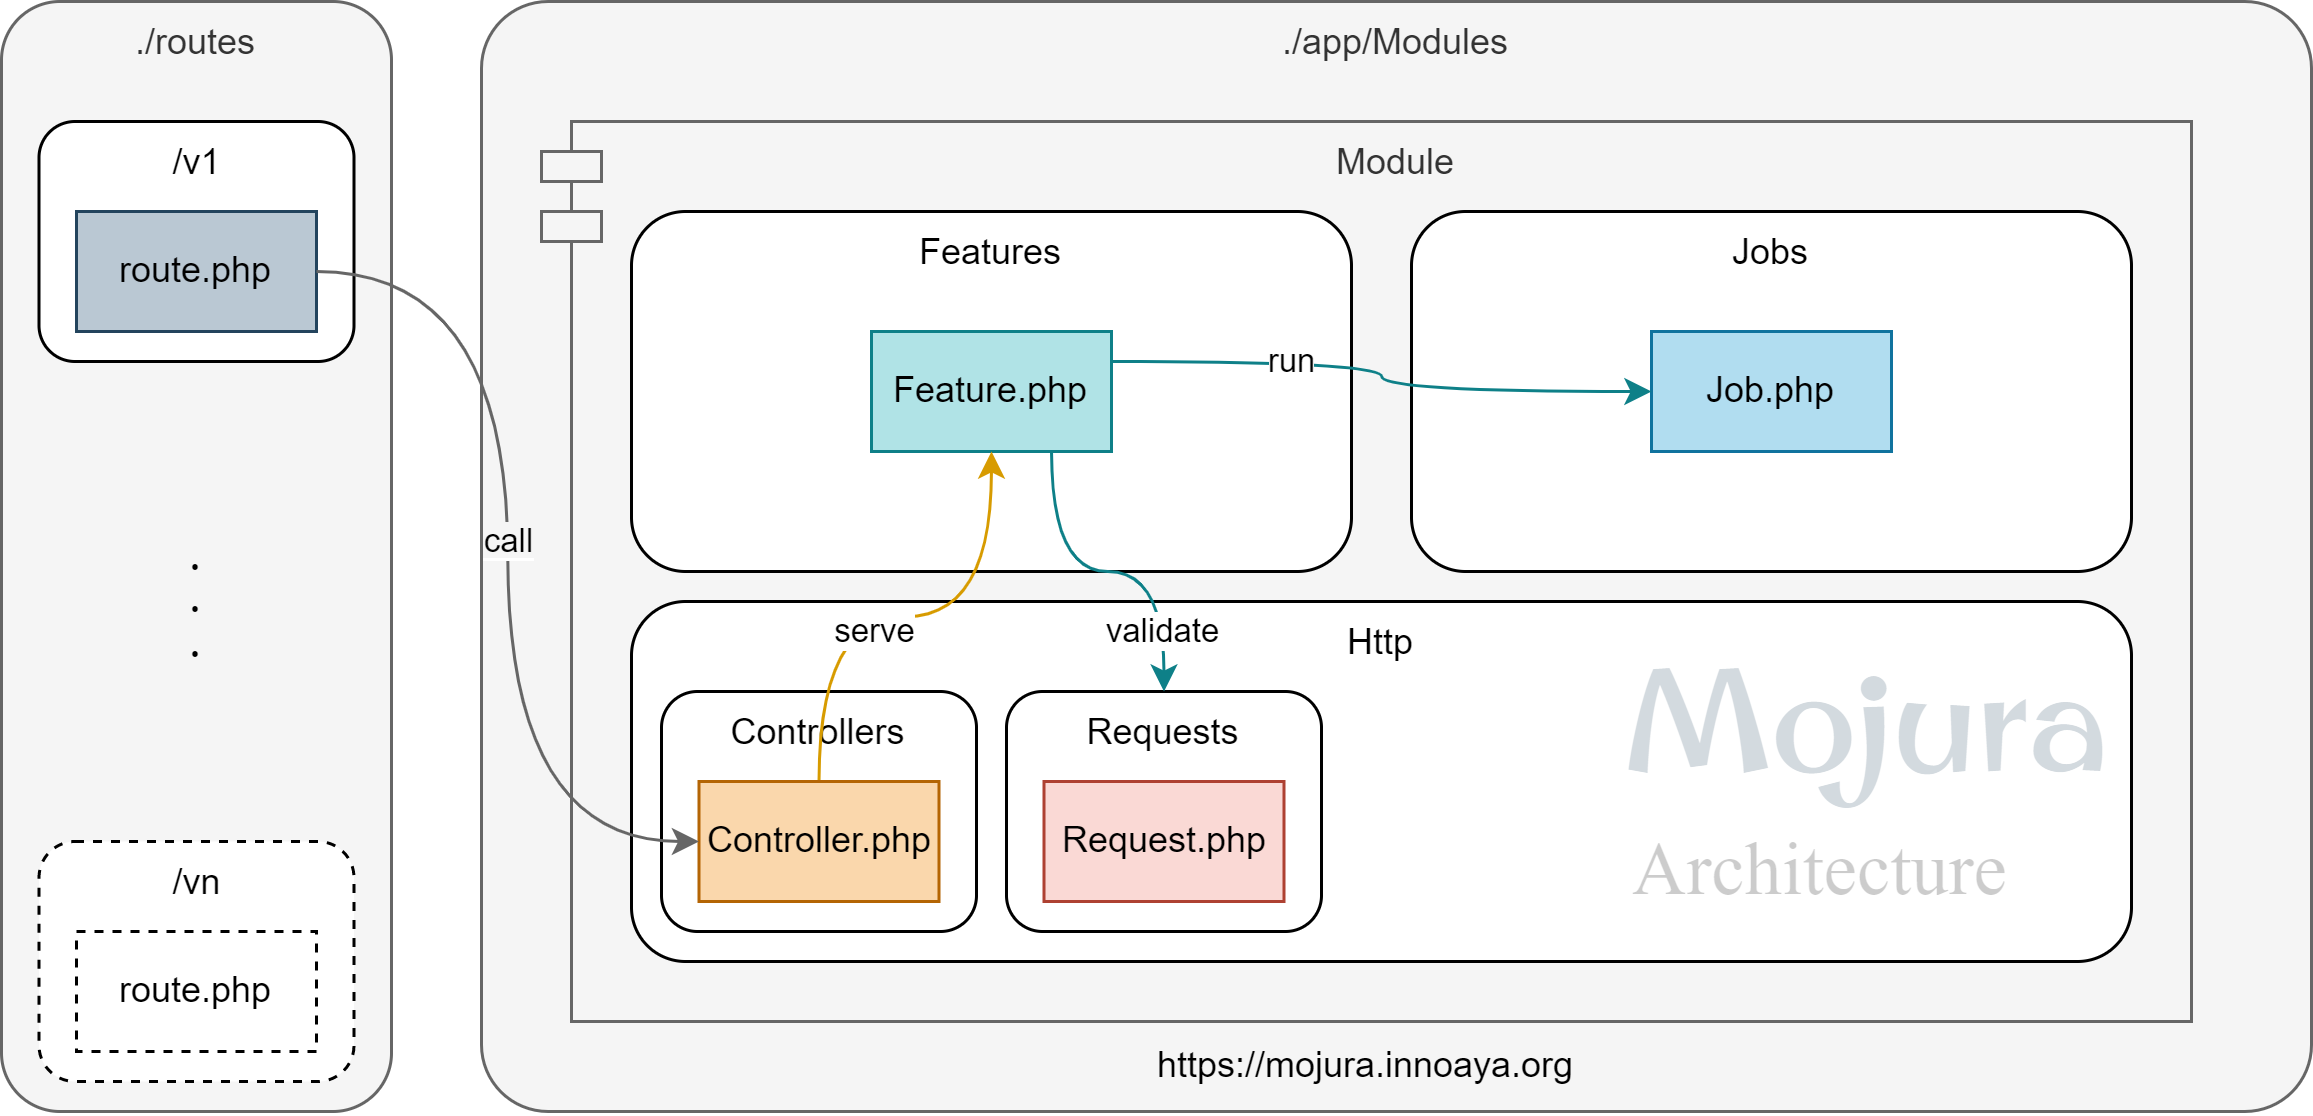 ./routes
/v1
route.php
.
.
.
/vn
route.php
call
./app/Modules
Module
Features
Feature.php
run
Jobs
Job.php
serve
validate
Http
Controllers
Controller.php
Requests
Request.php
Mojura
Architecture
https://mojura.innoaya.org